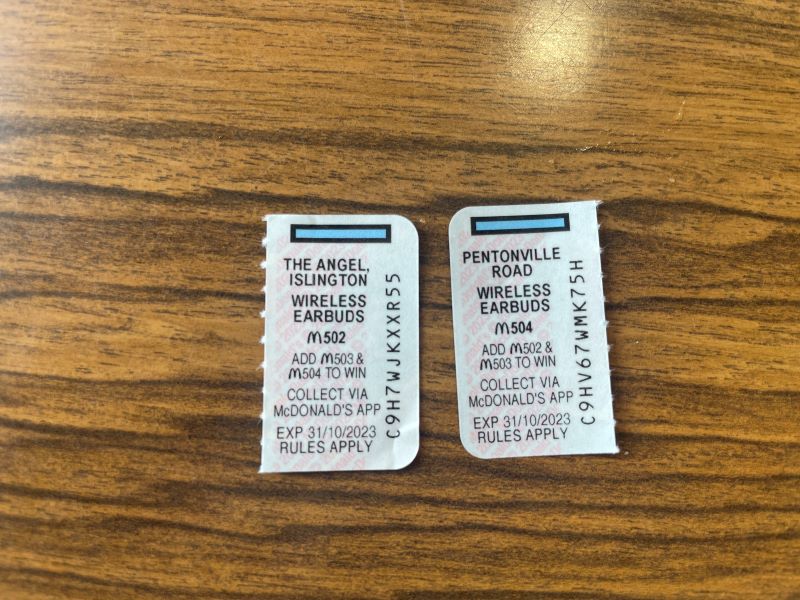 THE ANGEL,
ISLINGTON
WIRELESS
EARBUDS
M502
ADD M503 &
M504 TO WIN
COLLECT VIA
McDONALD'S APP
EXP 31/10/2023
RULES APPLY
C9H7WJKXXR55
PENTONVILLE
ROAD
WIRELESS
EARBUDS
M504
ADD M502 &
M503 TO WIN
COLLECT VIA
McDONALD'S APP
EXP 31/10/2023
RULES APPLY
C9HV67WMK75H